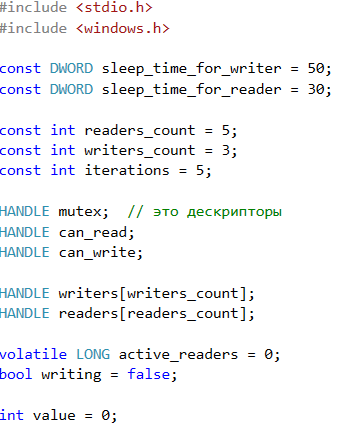 #include <stdio.h>
#include <windows.h>
const DWORD sleep_time_for_writer = 50;
const DWORD sleep_time_for_reader = 30;
const int readers_count = 5;
const int writers_count = 3;
const int iterations = 5;
HANDLE mutex;  // это дескрипторы
HANDLE can_read;
HANDLE can_write;
HANDLE writers[writers_count];
HANDLE readers[readers_count];
volatile LONG active_readers = 0;
bool writing = false;
int value = 0;